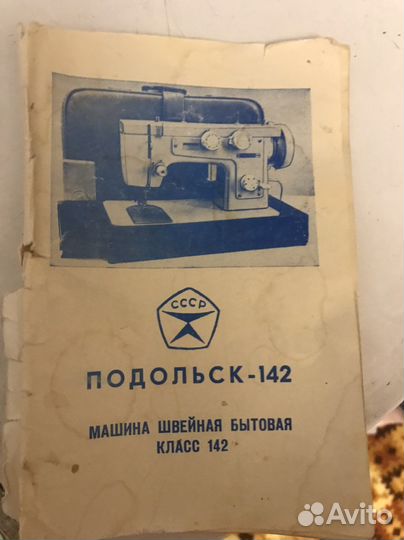 СССР
ПОДОЛЬСК-142
МАШИНА ШВЕЙНАЯ БЫТОВАЯ
КЛАСС 142
Avito